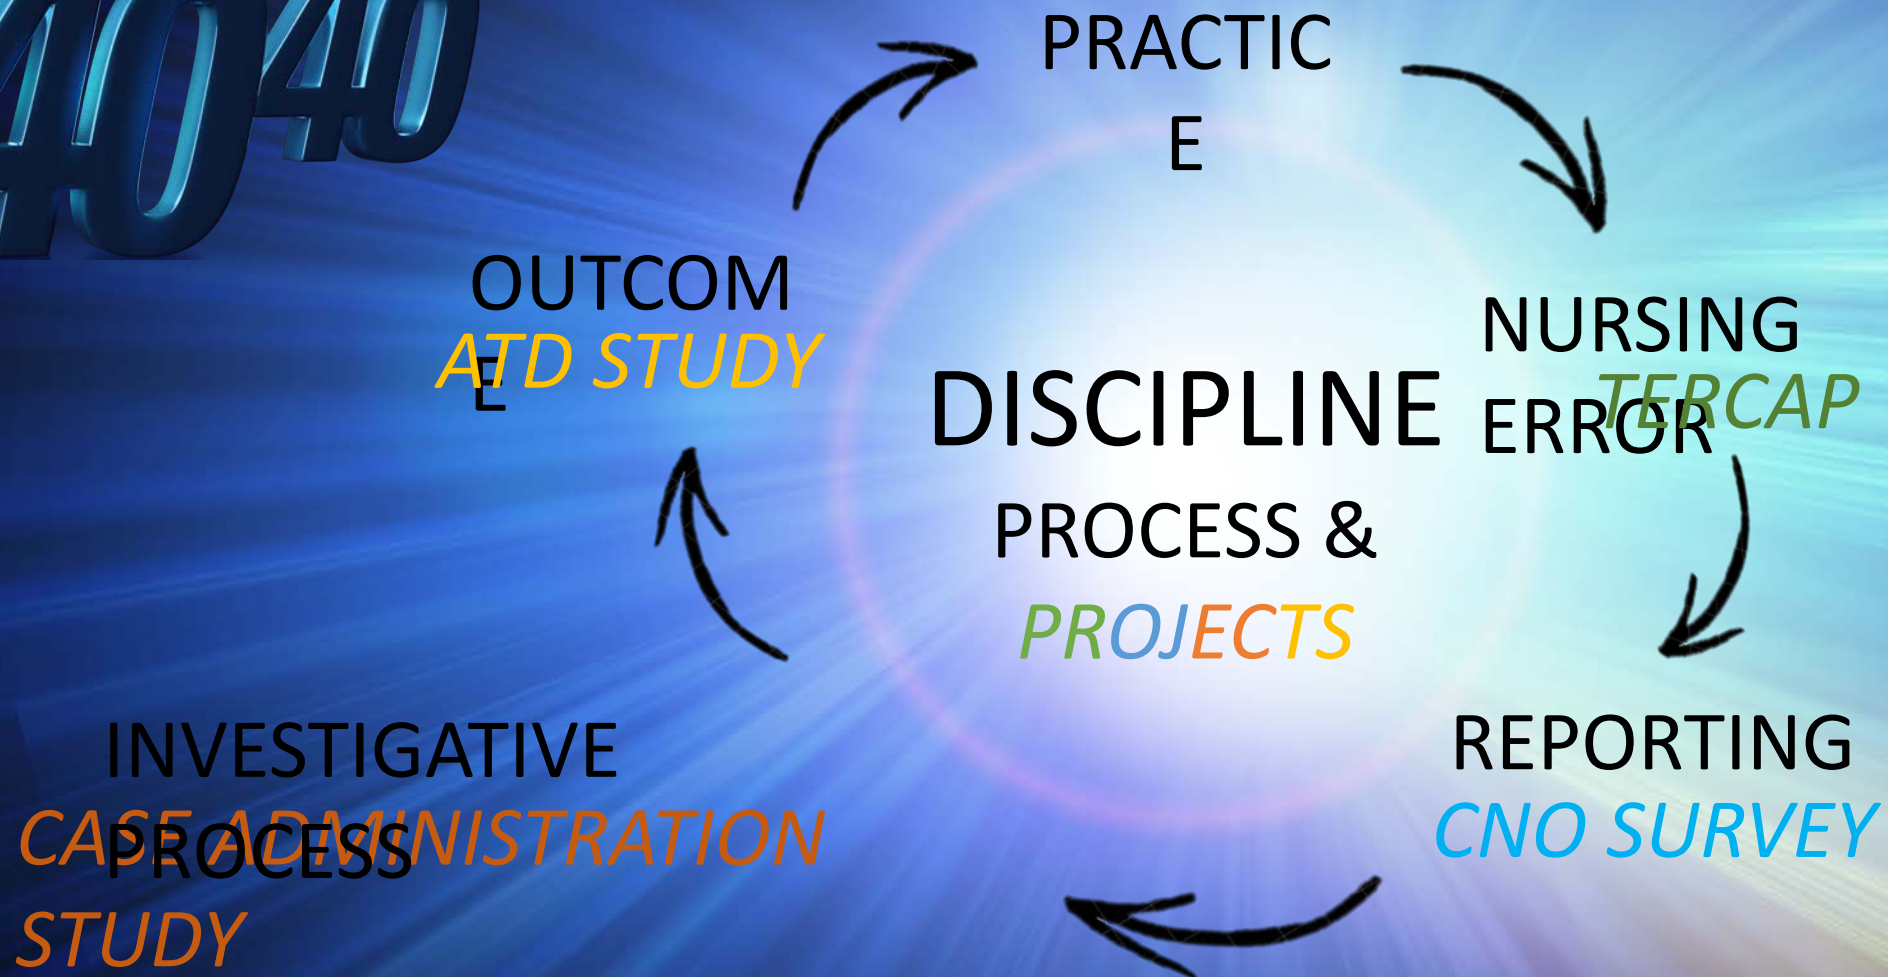 40
40
PRACTIC
E
OUTCOM
E
ATD STUDY
NURSING
ERROR
TERCAP
DISCIPLINE
PROCESS &
PROJECTS
INVESTIGATIVE
PROCESS
CASE ADMINISTRATION
STUDY
REPORTING
CNO SURVEY